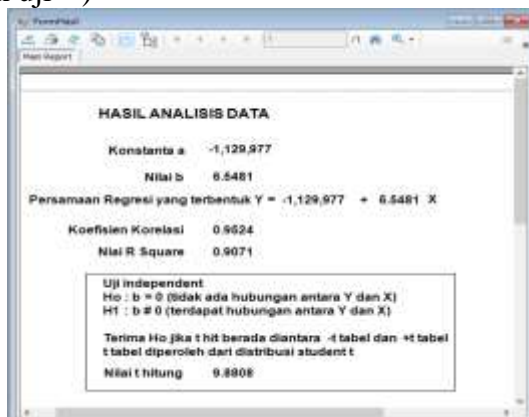 FormHasil
Main Report
HASIL ANALISIS DATA
Konstanta a -1,129,977
Nilai b 6.5481
Persamaan Regresi yang terbentuk Y = -1,129,977 + 6.5481 X
Koefisien Korelasi 0.9524
Nlai R Square 0.9071
Uji independent
Ho : b = 0 (tidak ada hubungan antara Y dan X)
H1 : b # 0 (terdapat hubungan antara Y dan X)
Terima Ho jika t hit berada diantara -t tabel dan +t tabel
t tabel diperoleh dari distribusi student t
Nilai t hitung 9.8808